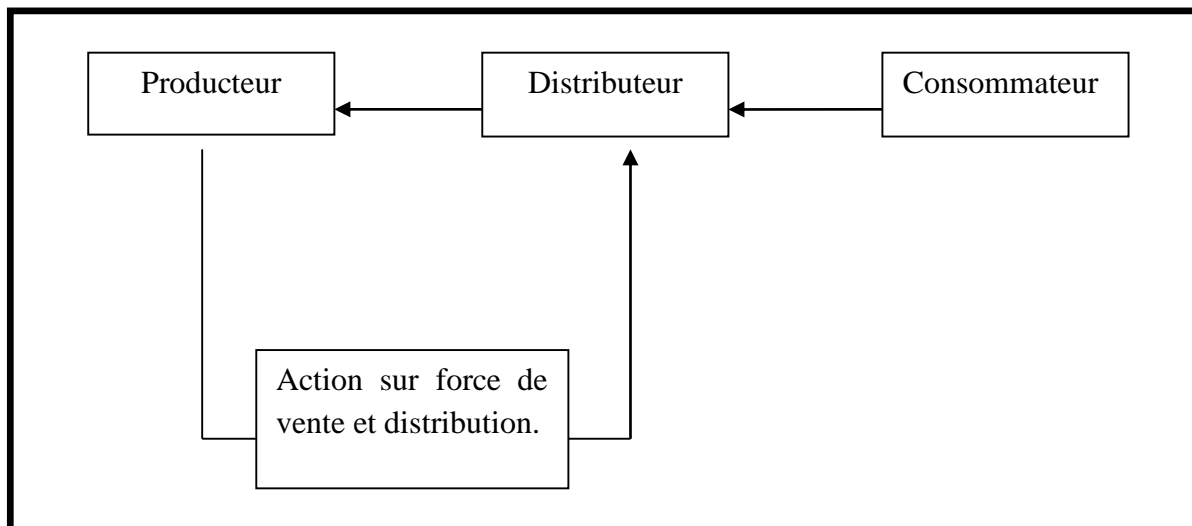 Producteur
Distributeur
Consommateur
Action sur force de
vente et distribution.